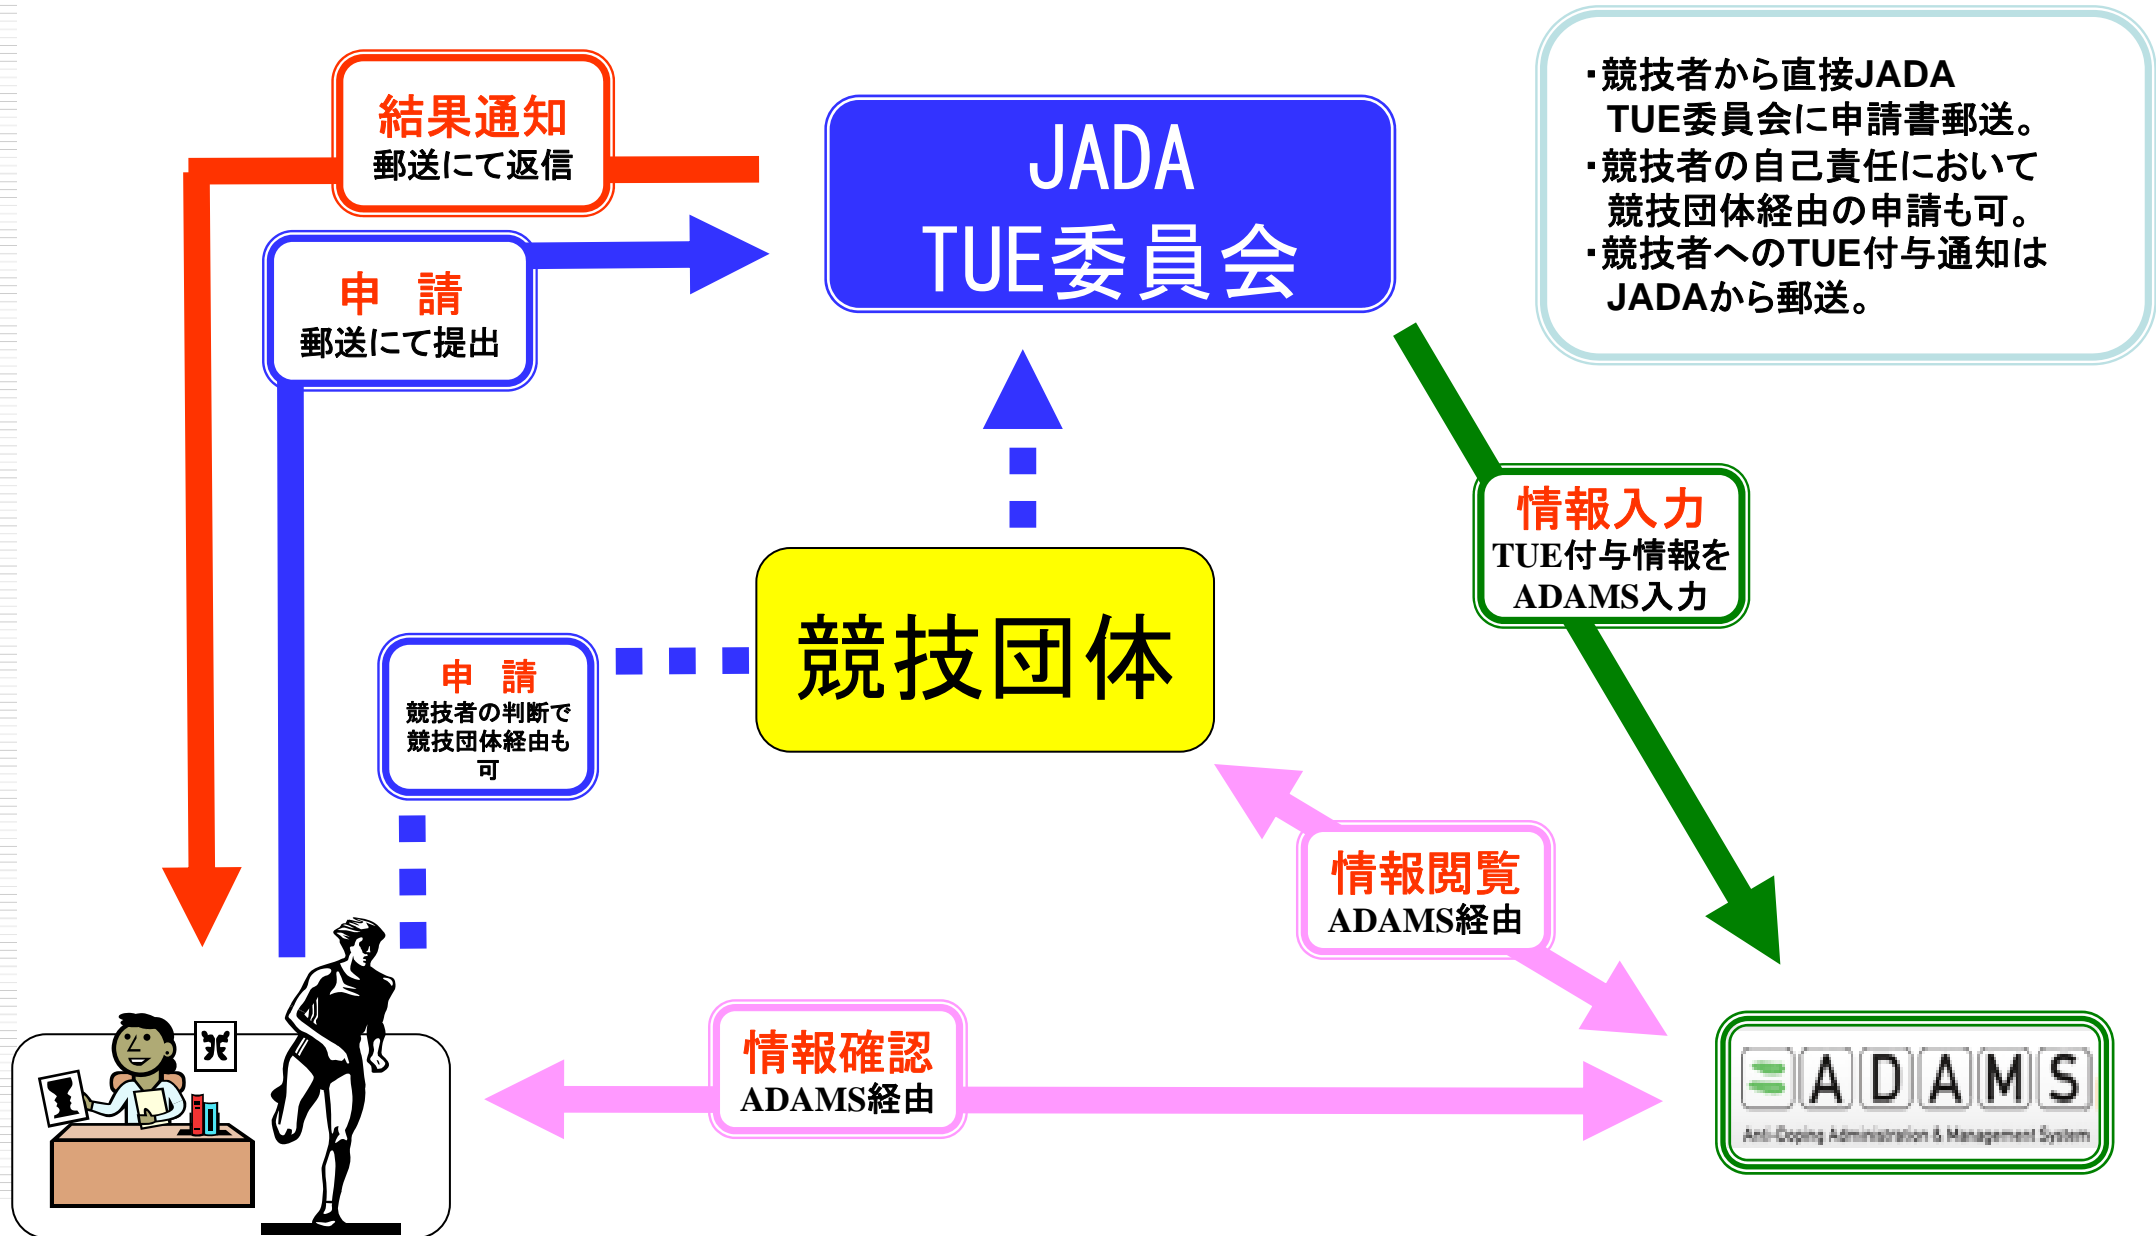 結果通知
郵送にて返信
JADA
TUE委員会
・競技者から直接JADA
TUE委員会に申請書郵送。
・競技者の自己責任において
競技団体経由の申請も可。
・競技者へのTUE付与通知は
JADAから郵送。
申　請
郵送にて提出
情報入力
TUE付与情報を
ADAMS入力
競技団体
申　請
競技者の判断で
競技団体経由も
可
情報閲覧
ADAMS経由
情報確認
ADAMS経由
ADAMS
Anti-Doping Administration & Management System